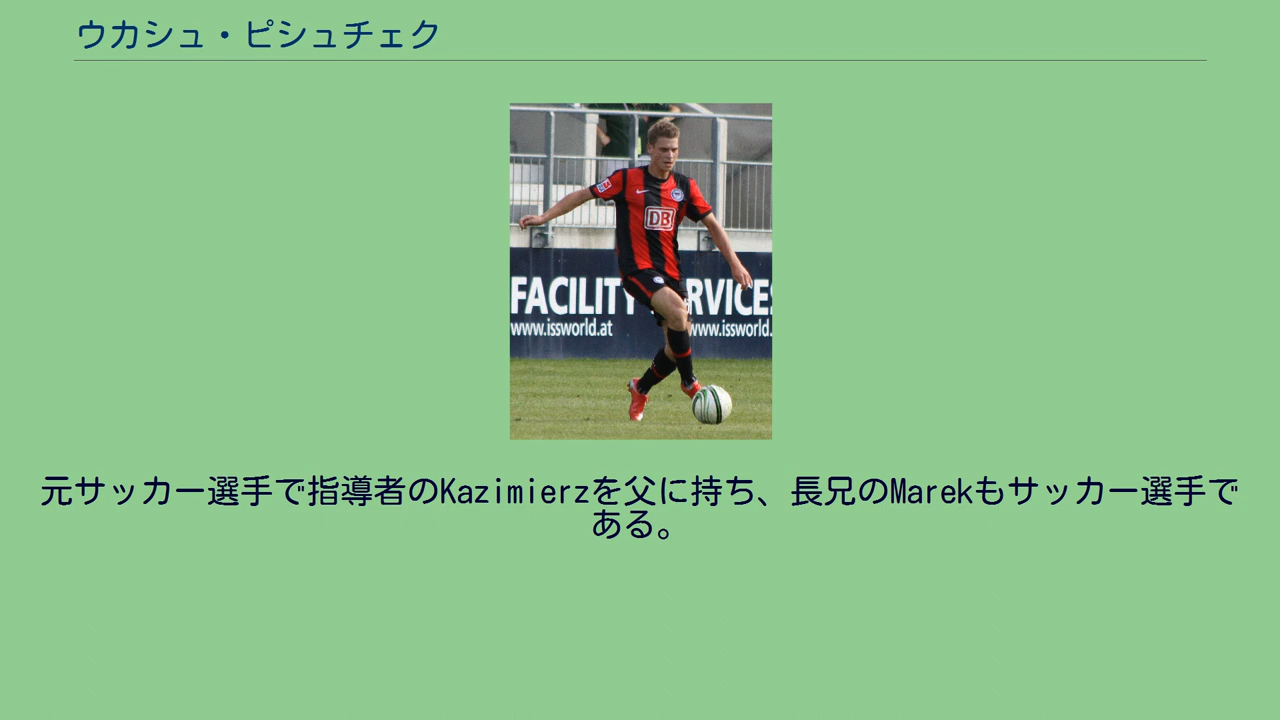 ウカシュ・ピシュチェク
DB
FACILITY
RVICES
www.issworld.at
www.issworld.
元サッカー選手で指導者のKazimierzを父に持ち、長兄のMarekもサッカー選手で
ある。